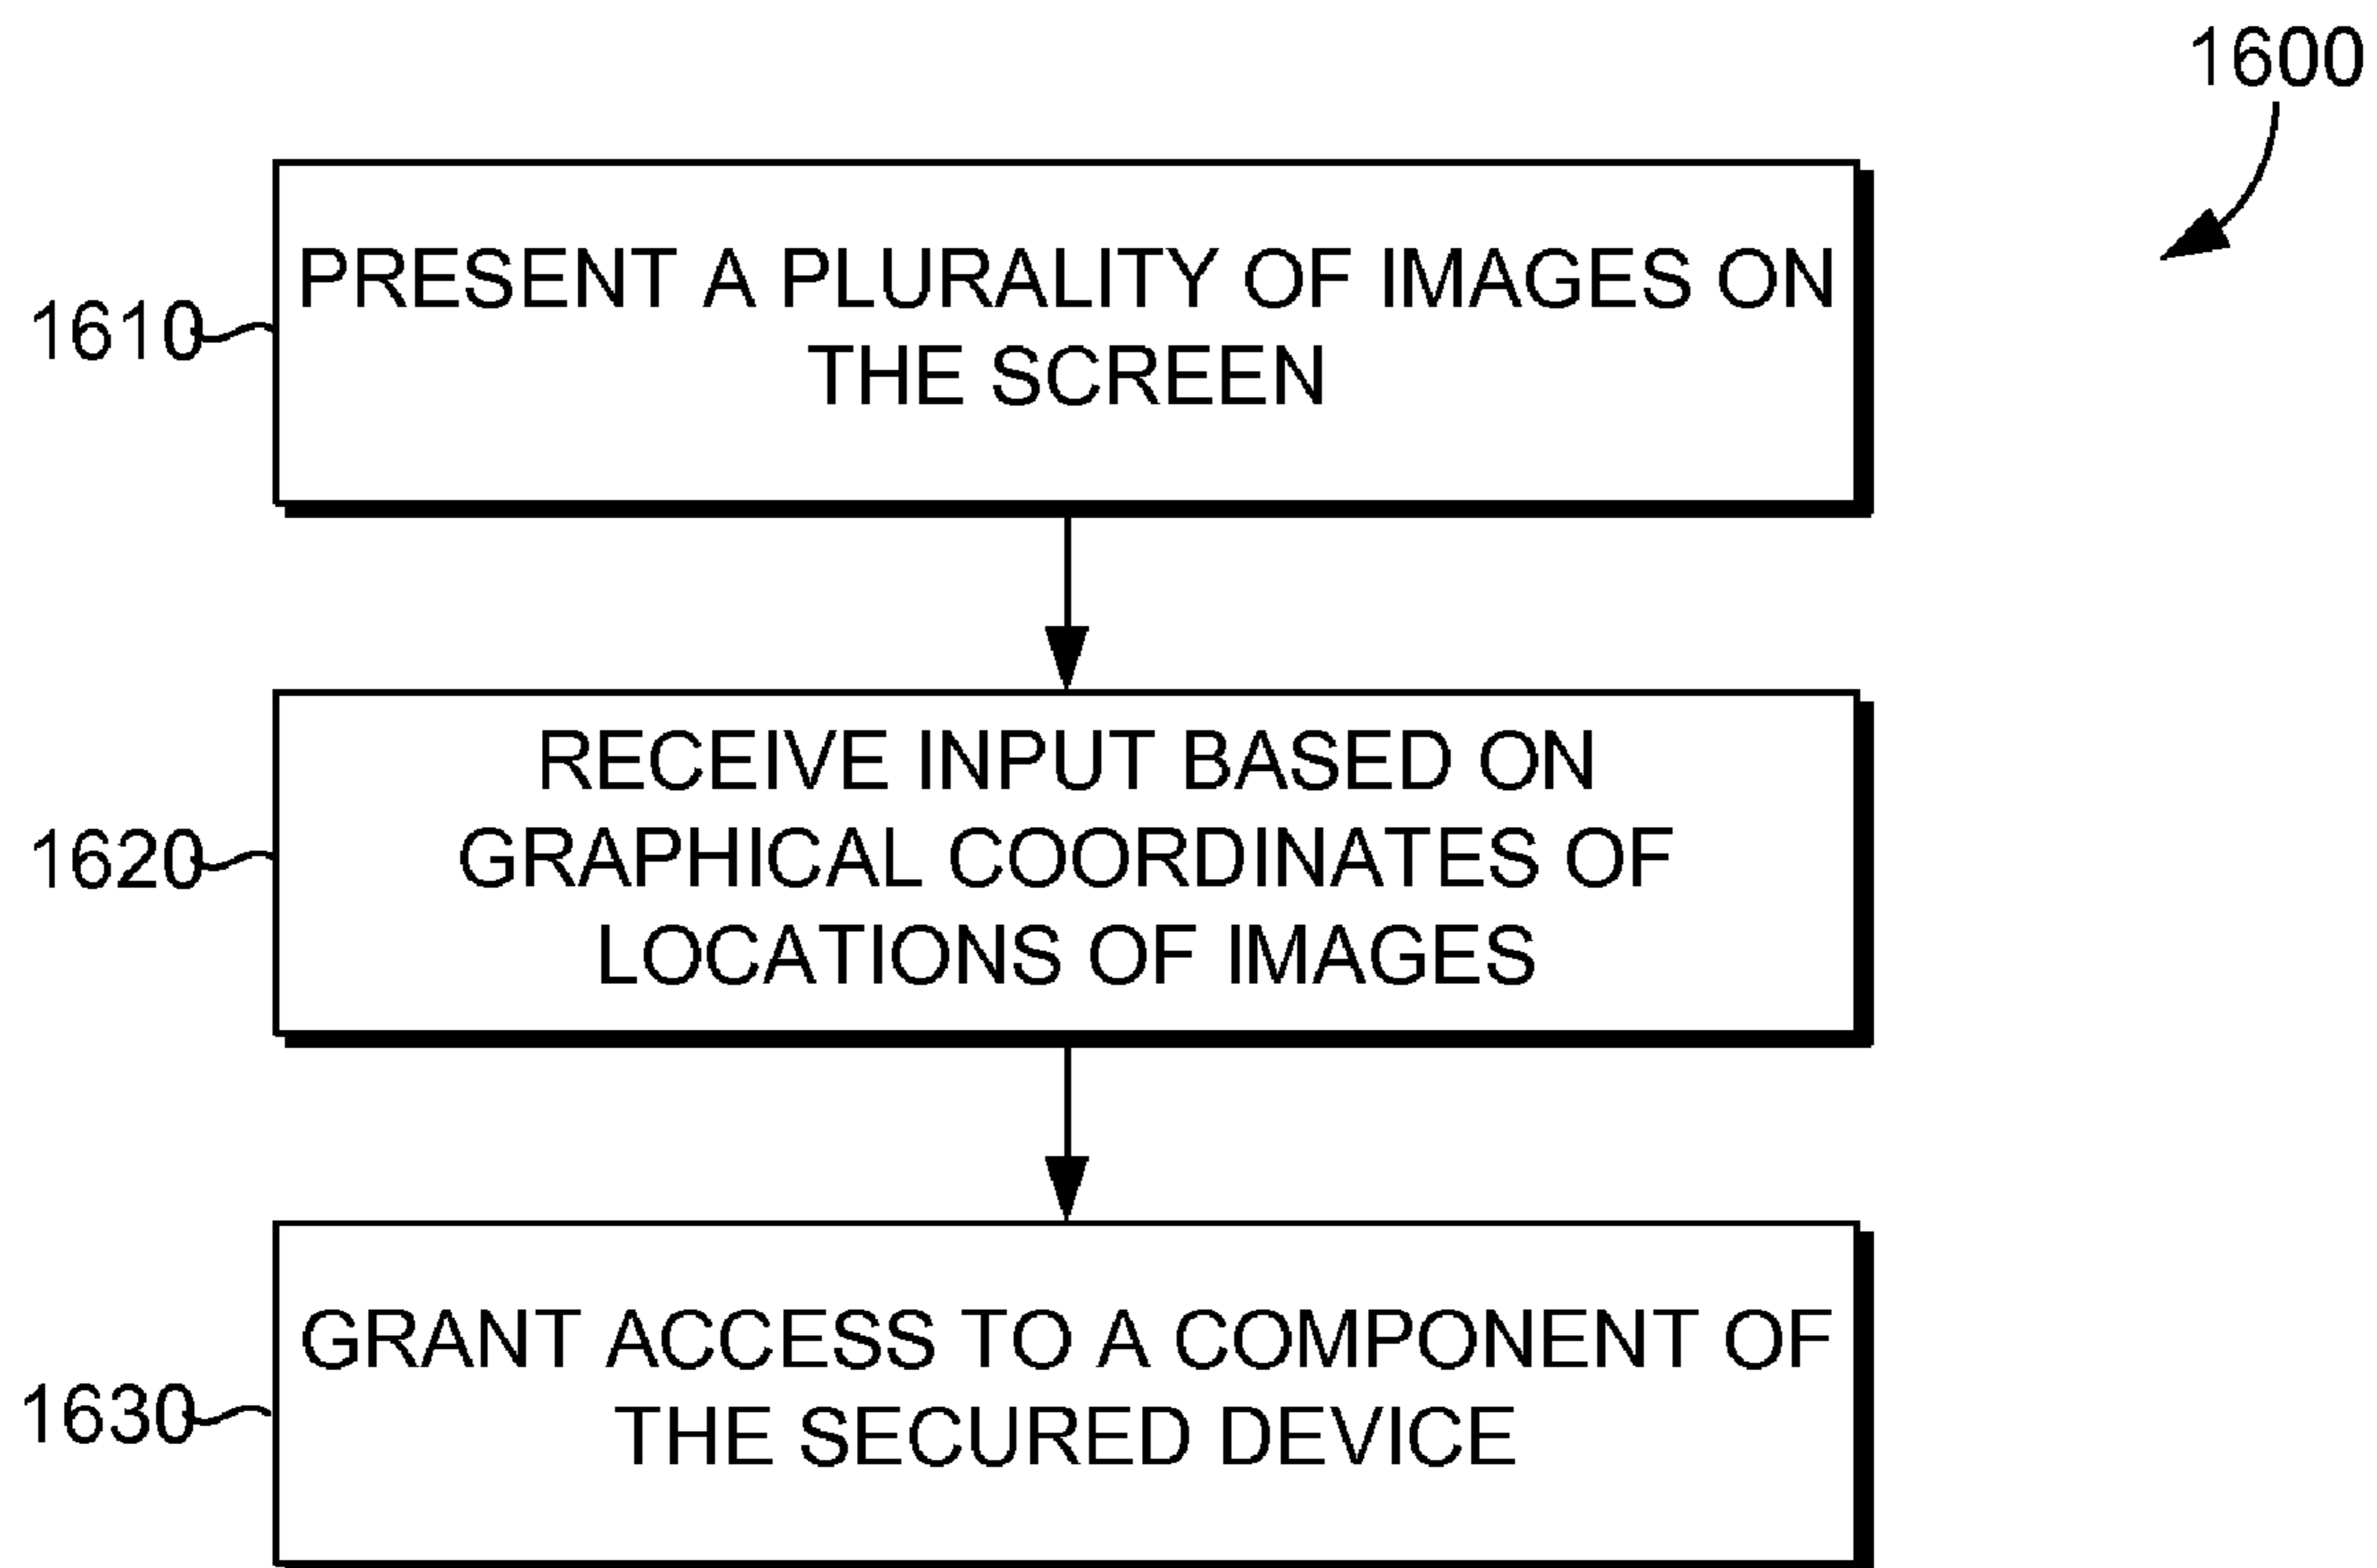 1600
PRESENT A PLURALITY OF IMAGES ON
THE SCREEN
1610
RECEIVE INPUT BASED ON
GRAPHICAL COORDINATES OF
LOCATIONS OF IMAGES
1620
GRANT ACCESS TO A COMPONENT OF
THE SECURED DEVICE
1630